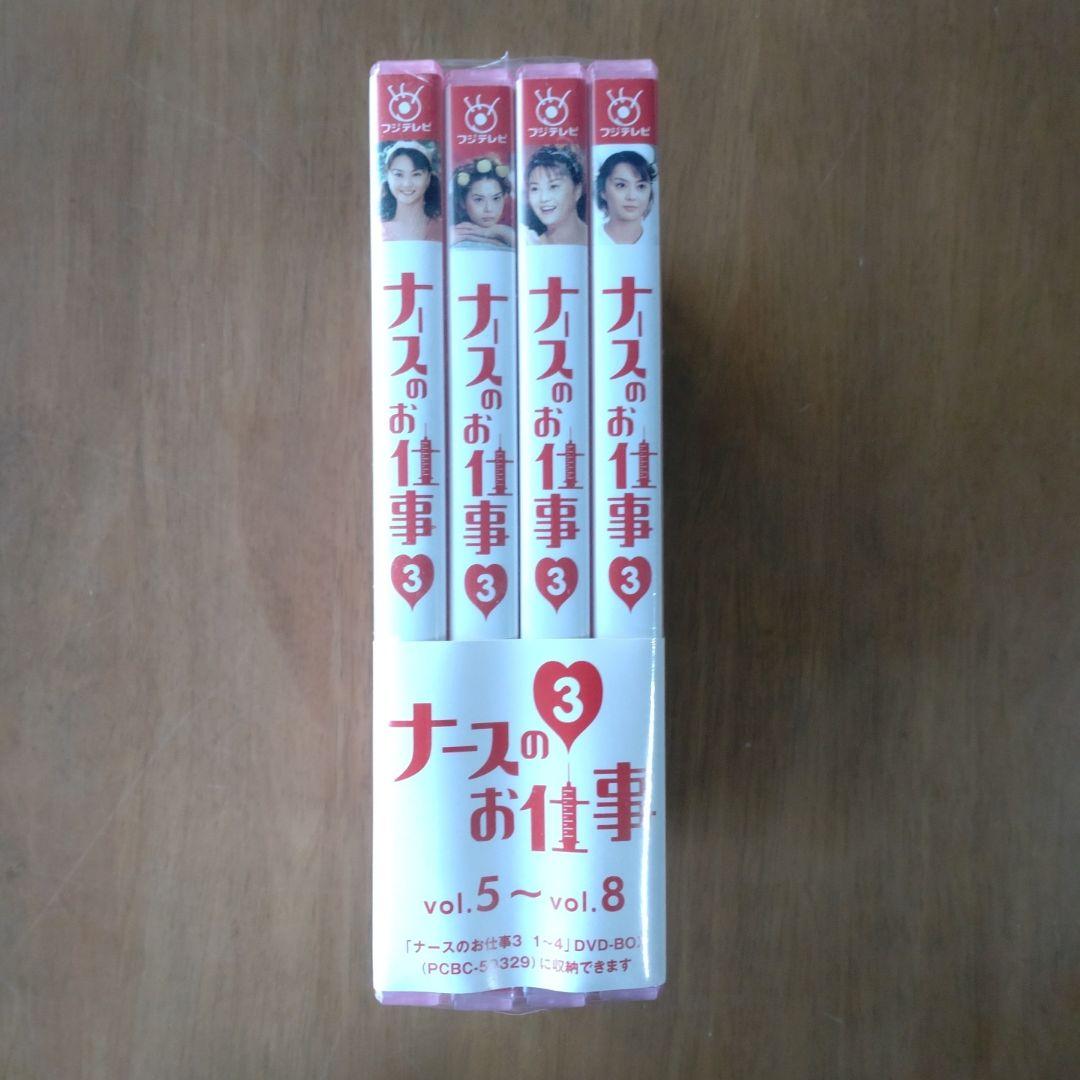 フジテレビ
ナースのお仕事
3
フジテレビ
ナースのお仕事
3
フジテレビ
ナースのお仕事
3
フジテレビ
ナースのお仕事
3
3
ナースの
お仕事
vol.5～vol.8
「ナースのお仕事3 1～4」DVD-BOX
(PCBC-50329)に収納できます